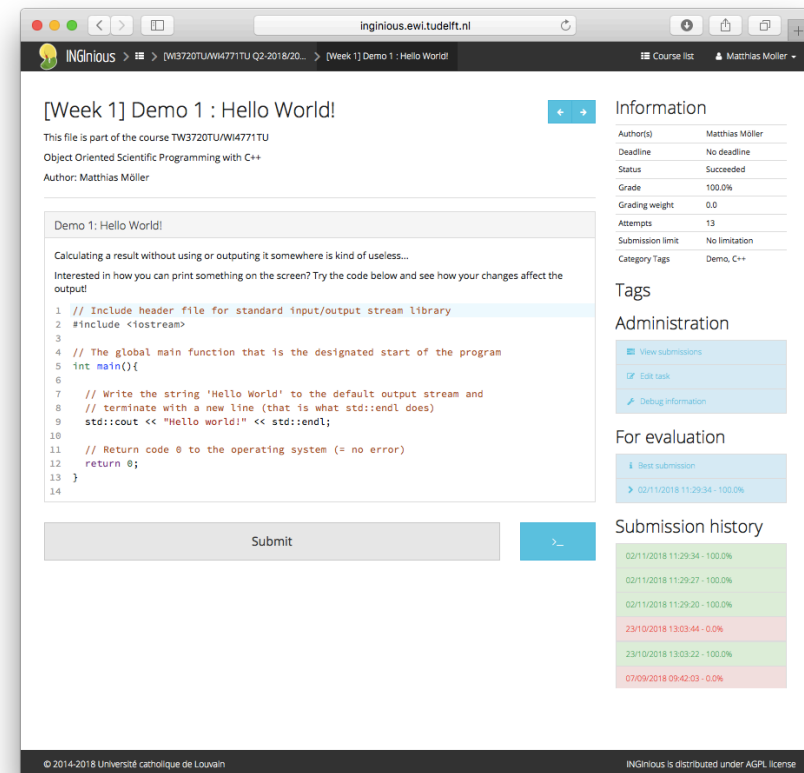 inginious.ewi.tudelft.nl
INGInious > > [WI3720TU/WI4771TU Q2-2018/20... > [Week 1] Demo 1 : Hello World!
Course list
Matthias Moller
[Week 1] Demo 1 : Hello World!
This file is part of the course TW3720TU/WI4771TU
Object Oriented Scientific Programming with C++
Author: Matthias Möller
Demo 1: Hello World!
Calculating a result without using or outputing it somewhere is kind of useless...
Interested in how you can print something on the screen? Try the code below and see how your changes affect the
output!
1 // Include header file for standard input/output stream library
2 #include <iostream>
3
4 // The global main function that is the designated start of the program
5 int main(){
6
7 // Write the string 'Hello World' to the default output stream and
8 // terminate with a new line (that is what std::endl does)
9 std::cout << "Hello world!" << std::endl;
10
11 // Return code 0 to the operating system (= no error)
12 return 0;
13 }
14
Submit
>_
Information
Author(s) Matthias Möller
Deadline No deadline
Status Succeeded
Grade 100.0%
Grading weight 0.0
Attempts 13
Submission limit No limitation
Category Tags Demo, C++
Tags
Administration
View submissions
Edit task
Debug information
For evaluation
Best submission
02/11/2018 11:29:34 - 100.0%
Submission history
02/11/2018 11:29:34 - 100.0%
02/11/2018 11:29:27 - 100.0%
02/11/2018 11:29:20 - 100.0%
23/10/2018 13:03:44 - 0.0%
23/10/2018 13:03:22 - 100.0%
07/09/2018 09:42:03 - 0.0%
© 2014-2018 Université catholique de Louvain
INGInious is distributed under AGPL license